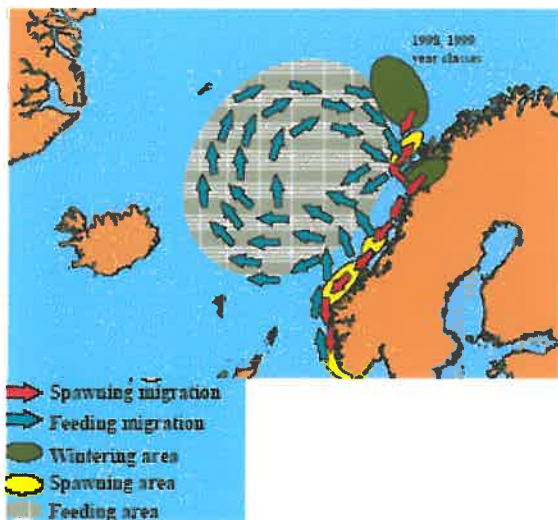 1998, 1999
year classes
Spawning migration
Feeding migration
Wintering area
Spawning area
Feeding area